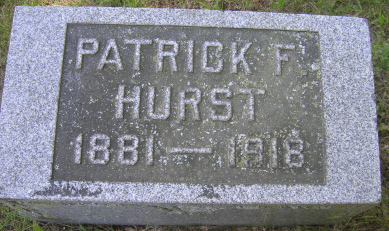 PATRICK F.
HURST
1881 — 1918